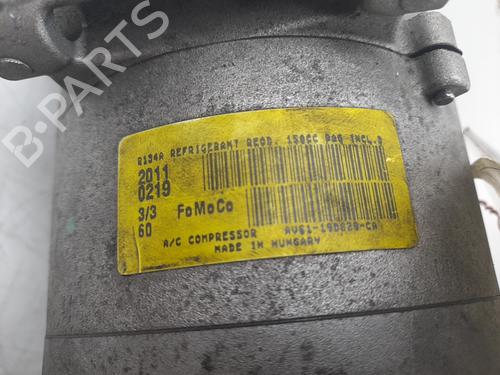 R134A REFRIGERANT REQD. 150CC PAG INCL.
2011
0219
3/3
60
FoMoCo
A/C COMPRESSOR AV61-19D629-CA
MADE IN HUNGARY
B-Parts